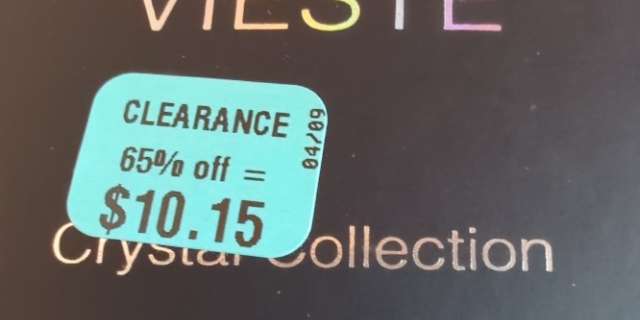 VIESTE
CLEARANCE
04/09
65% off =
$10.15
Crystal Collection